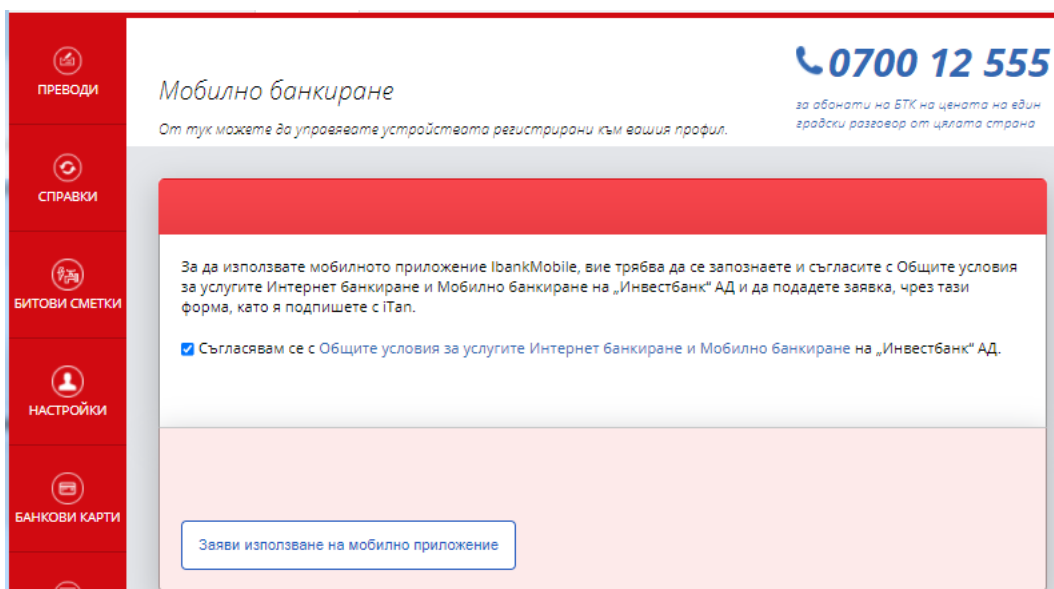 ПРЕВОДИ
СПРАВКИ
БИТОВИ СМЕТКИ
НАСТРОЙКИ
БАНКОВИ КАРТИ
Мобилно банкиране
От тук можете да управявате устройствата регистрирани към вашия профил.
0700 12 555
за абонати на БТК на цената на един
градски разговор от цялата страна
За да използвате мобилното приложение IbankMobile, вие трябва да се запознаете и съгласите с Общите условия
за услугите Интернет банкиране и Мобилно банкиране на „Инвестбанк“ АД и да подадете заявка, чрез тази
форма, като я подпишете с iTan.
Съгласявам се с Общите условия за услугите Интернет банкиране и Мобилно банкиране на „Инвестбанк“ АД.
Заяви използване на мобилно приложение